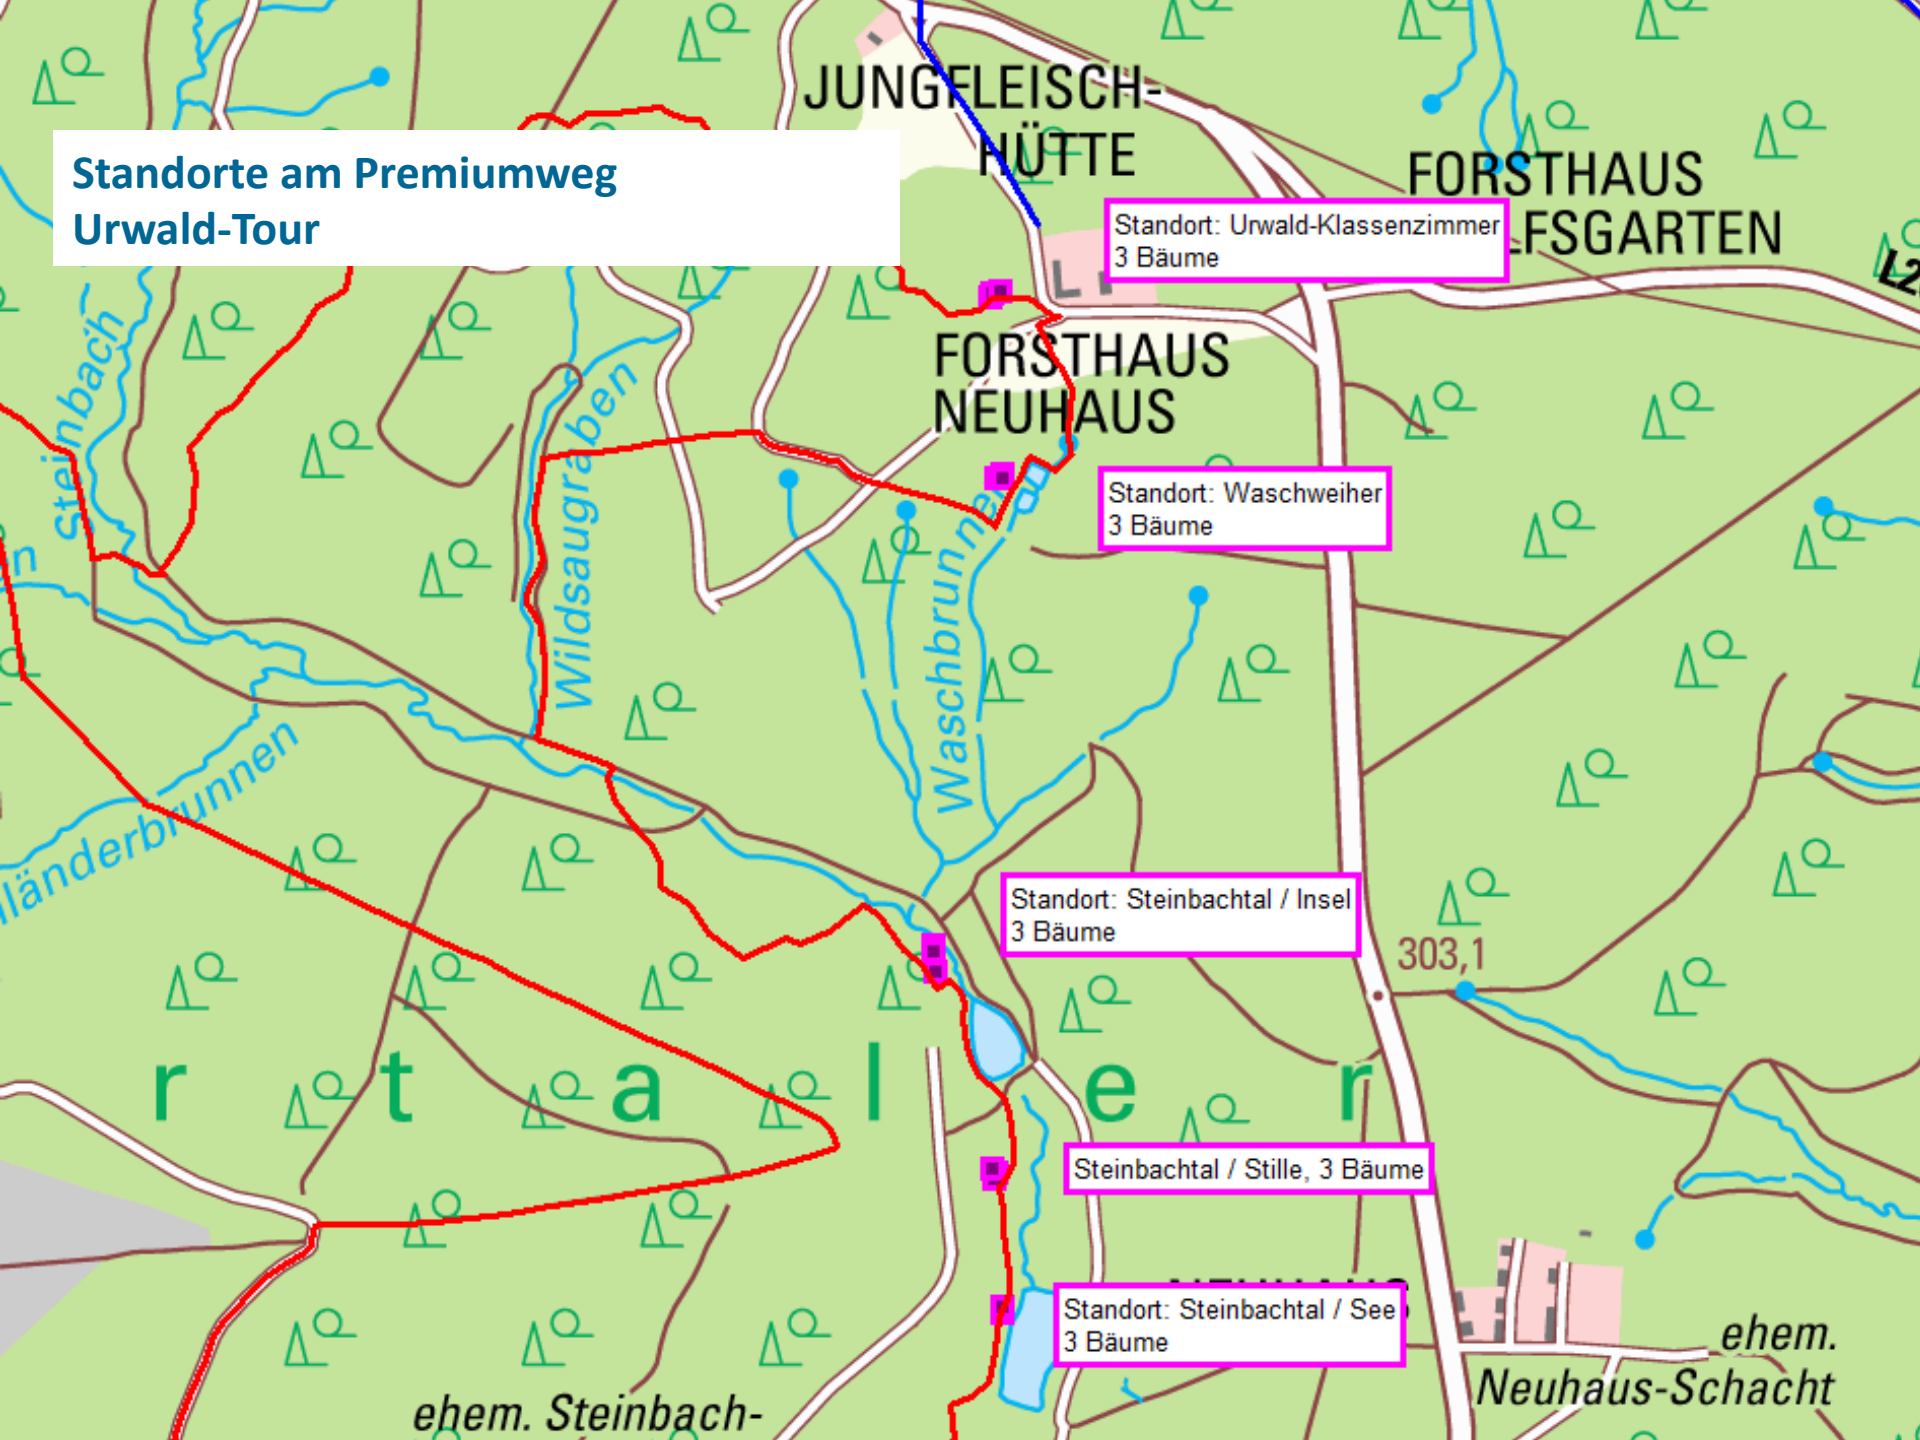 Standorte am Premiumweg
Urwald-Tour
JUNGFLEISCH-
HÜTTE
FORSTHAUS
LFSGARTEN
Standort: Urwald-Klassenzimmer
3 Bäume
FORSTHAUS
NEUHAUS
Steinbach
Wildsaugraben
Standort: Waschweiher
3 Bäume
Waschbrunnen
länderbrunnen
Standort: Steinbachtal / Insel
3 Bäume
303,1
r t a l e r
Steinbachtal / Stille, 3 Bäume
Standort: Steinbachtal / See
3 Bäume
ehem.
Neuhaus-Schacht
ehem. Steinbach-